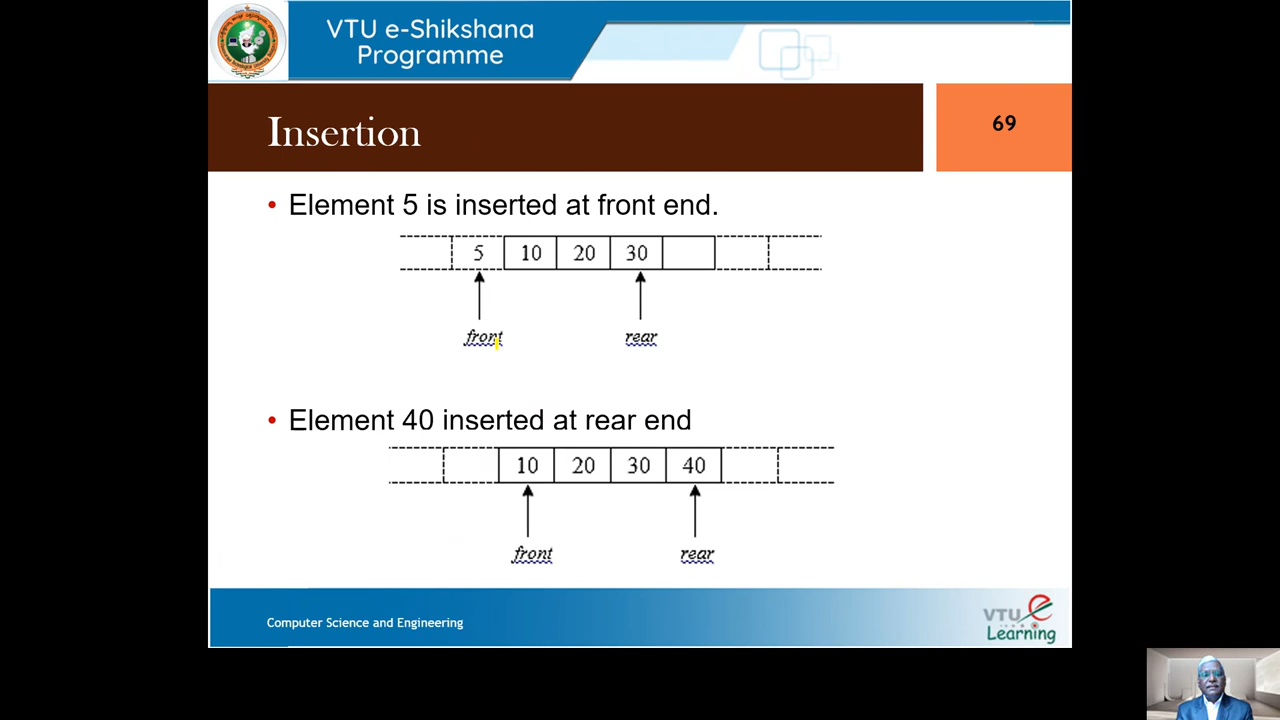 VTU e-Shikshana
Programme
Insertion
69
• Element 5 is inserted at front end.
5 10 20 30
front rear
• Element 40 inserted at rear end
10 20 30 40
front rear
Computer Science and Engineering
VTU e
Learning